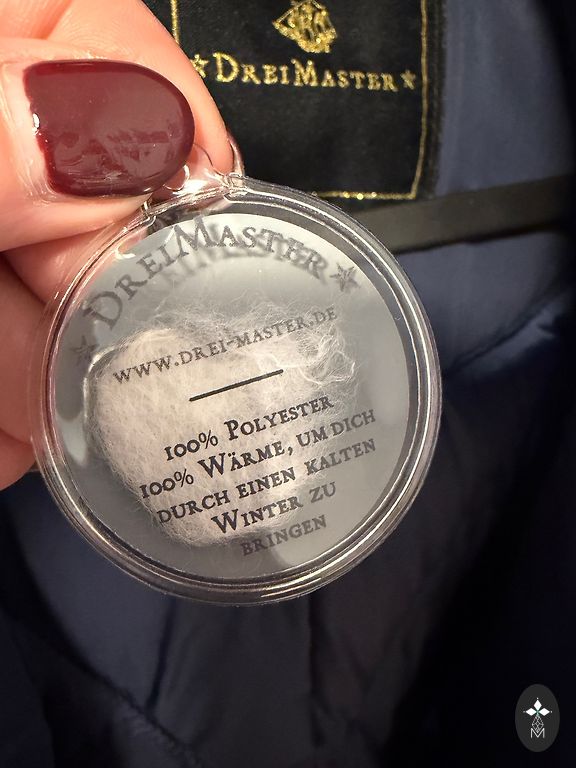 ★DREIMASTER★
★DREIMASTER★
WWW.DREI-MASTER.DE
100% POLYESTER
100% WÄRME, UM DICH
DURCH EINEN KALTEN
WINTER ZU
BRINGEN
M